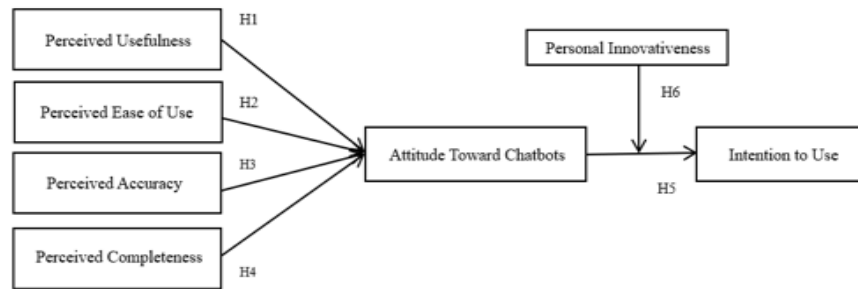 H1
Perceived Usefulness
Personal Innovativeness
H2
Perceived Ease of Use
H6
H3
Attitude Toward Chatbots
Intention to Use
Perceived Accuracy
H5
Perceived Completeness
H4